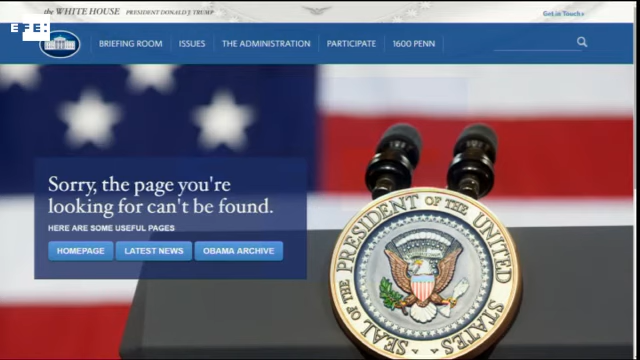 the WHITE HOUSE PRESIDENT DONALD J. TRUMP
Get in Touch
EFE:
BRIEFING ROOM
ISSUES
THE ADMINISTRATION
PARTICIPATE
1600 PENN
Sorry, the page you're
looking for can't be found.
HERE ARE SOME USEFUL PAGES
HOMEPAGE
LATEST NEWS
OBAMA ARCHIVE
SEAL OF THE PRESIDENT OF THE UNITED STATES